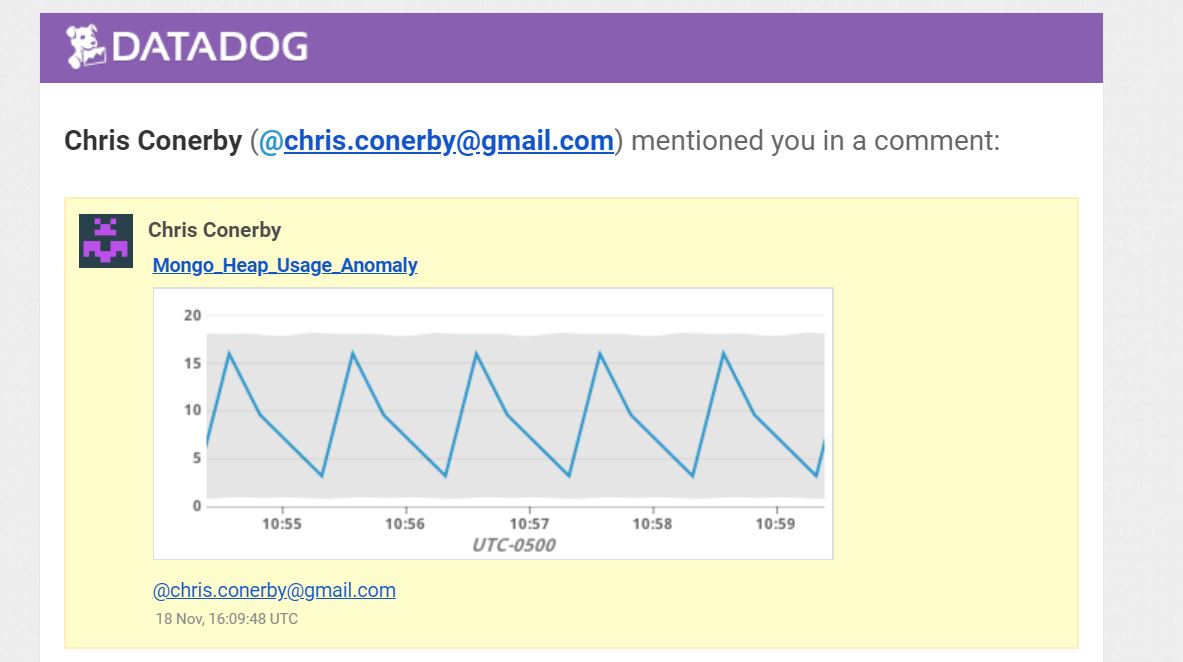 DATADOG
Chris Conerby (@chris.conerby@gmail.com) mentioned you in a comment:
Chris Conerby
Mongo_Heap_Usage_Anomaly
20
15
10
5
0
10:55 10:56 10:57 10:58 10:59
UTC-0500
@chris.conerby@gmail.com
18 Nov, 16:09:48 UTC